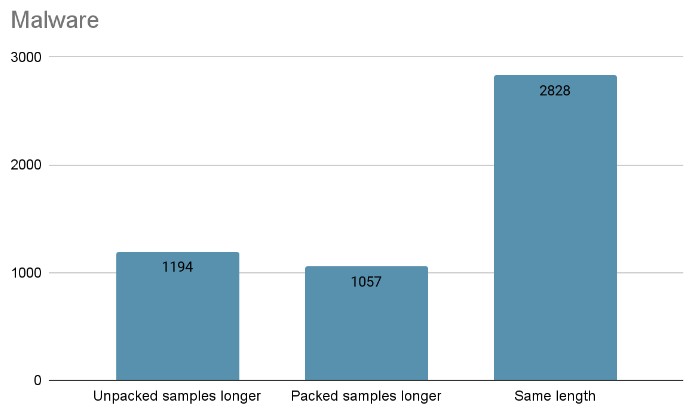 Malware
3000
2000
1000
0
1194
1057
2828
Unpacked samples longer
Packed samples longer
Same length